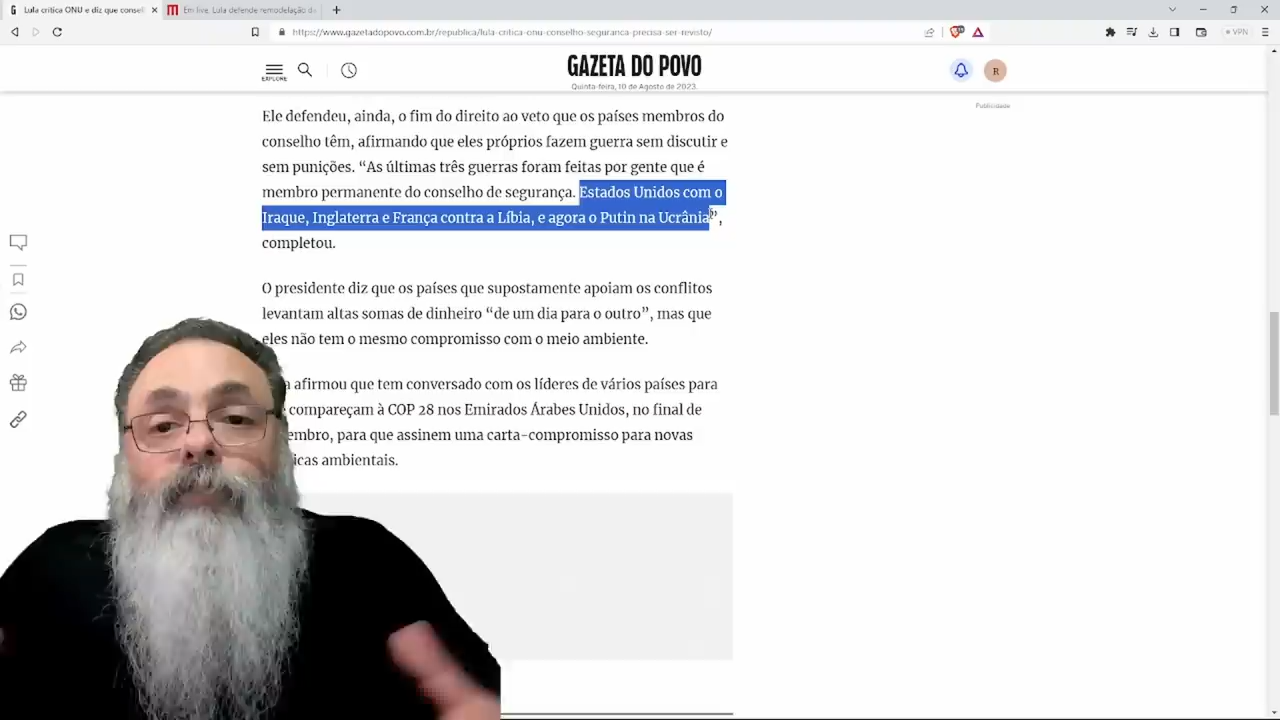 Lula critica ONU e diz que consel
Em live, Lula defende remodelação d
https://www.gazetadopovo.com.br/republica/lula-critica-onu-conselho-seguranca-precisa-ser-revisto/
VPN
EXPLORE
GAZETA DO POVO
Quinta-feira, 10 de Agosto de 2023.
R
Publicidade
Ele defendeu, ainda, o fim do direito ao veto que os países membros do
conselho têm, afirmando que eles próprios fazem guerra sem discutir e
sem punições. “As últimas três guerras foram feitas por gente que é
membro permanente do conselho de segurança. Estados Unidos com o
Iraque, Inglaterra e França contra a Líbia, e agora o Putin na Ucrânia”,
completou.
O presidente diz que os países que supostamente apoiam os conflitos
levantam altas somas de dinheiro “de um dia para o outro”, mas que
eles não tem o mesmo compromisso com o meio ambiente.
afirmou que tem conversado com os líderes de vários países para
compareçam à COP 28 nos Emirados Árabes Unidos, no final de
embro, para que assinem uma carta-compromisso para novas
icas ambientais.